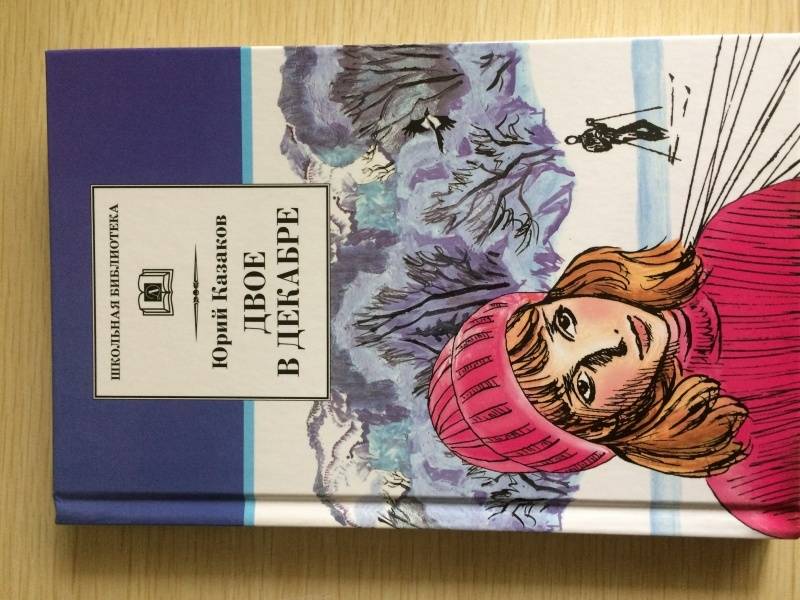 ШКОЛЬНАЯ БИБЛИОТЕКА
Юрий Казаков
ДВОЕ
В ДЕКАБРЕ